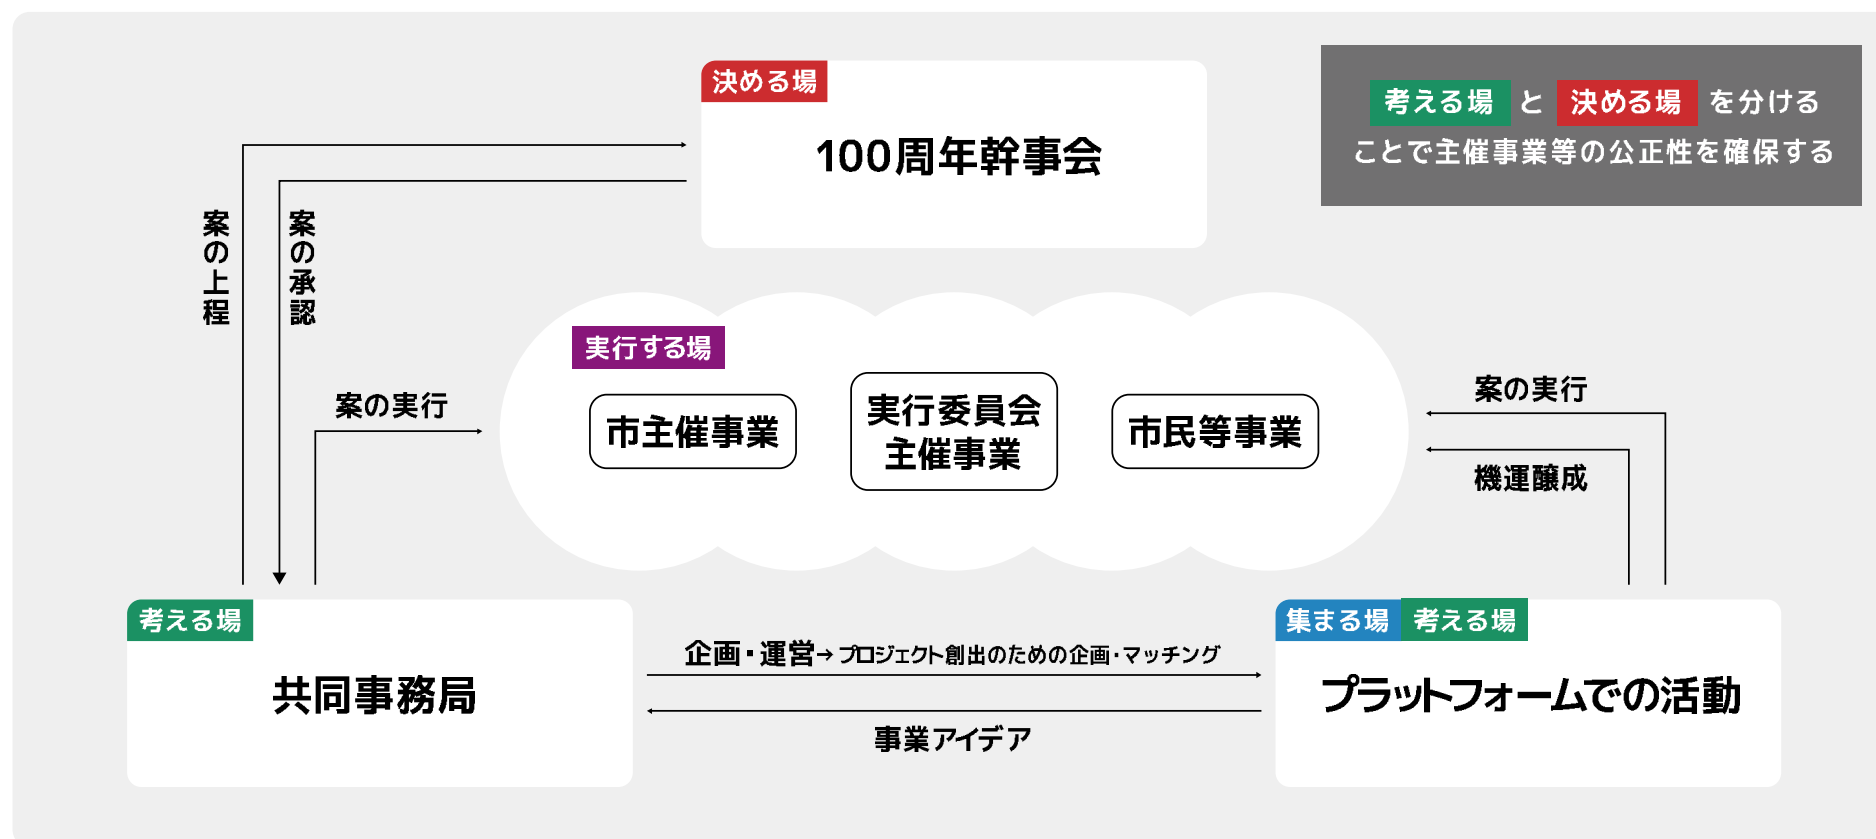 決める場
100周年幹事会
考える場 と 決める場 を分ける
ことで主催事業等の公正性を確保する
案の上程
案の承認
実行する場
案の実行
市主催事業
実行委員会
主催事業
市民等事業
案の実行
機運醸成
考える場
共同事務局
企画・運営→プロジェクト創出のための企画・マッチング
事業アイデア
集まる場 考える場
プラットフォームでの活動